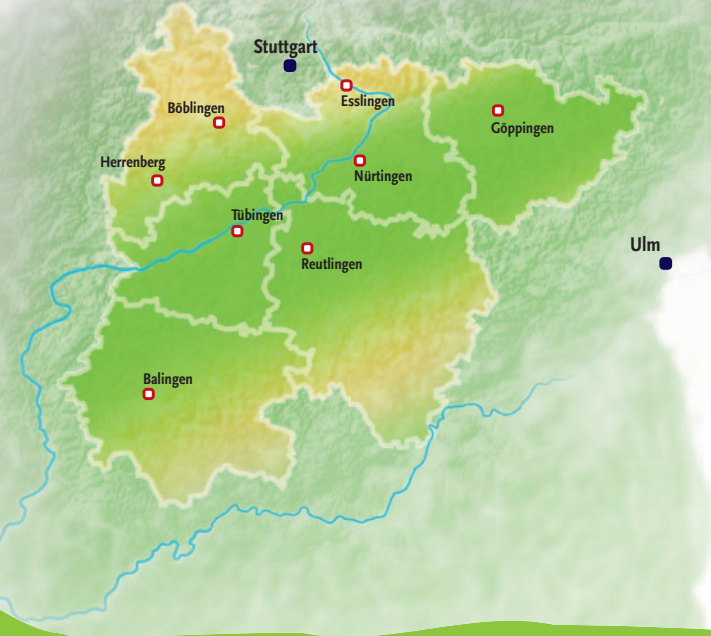 Stuttgart
Esslingen
Böblingen
Göppingen
Herrenberg
Nürtingen
Tübingen
Ulm
Reutlingen
Balingen